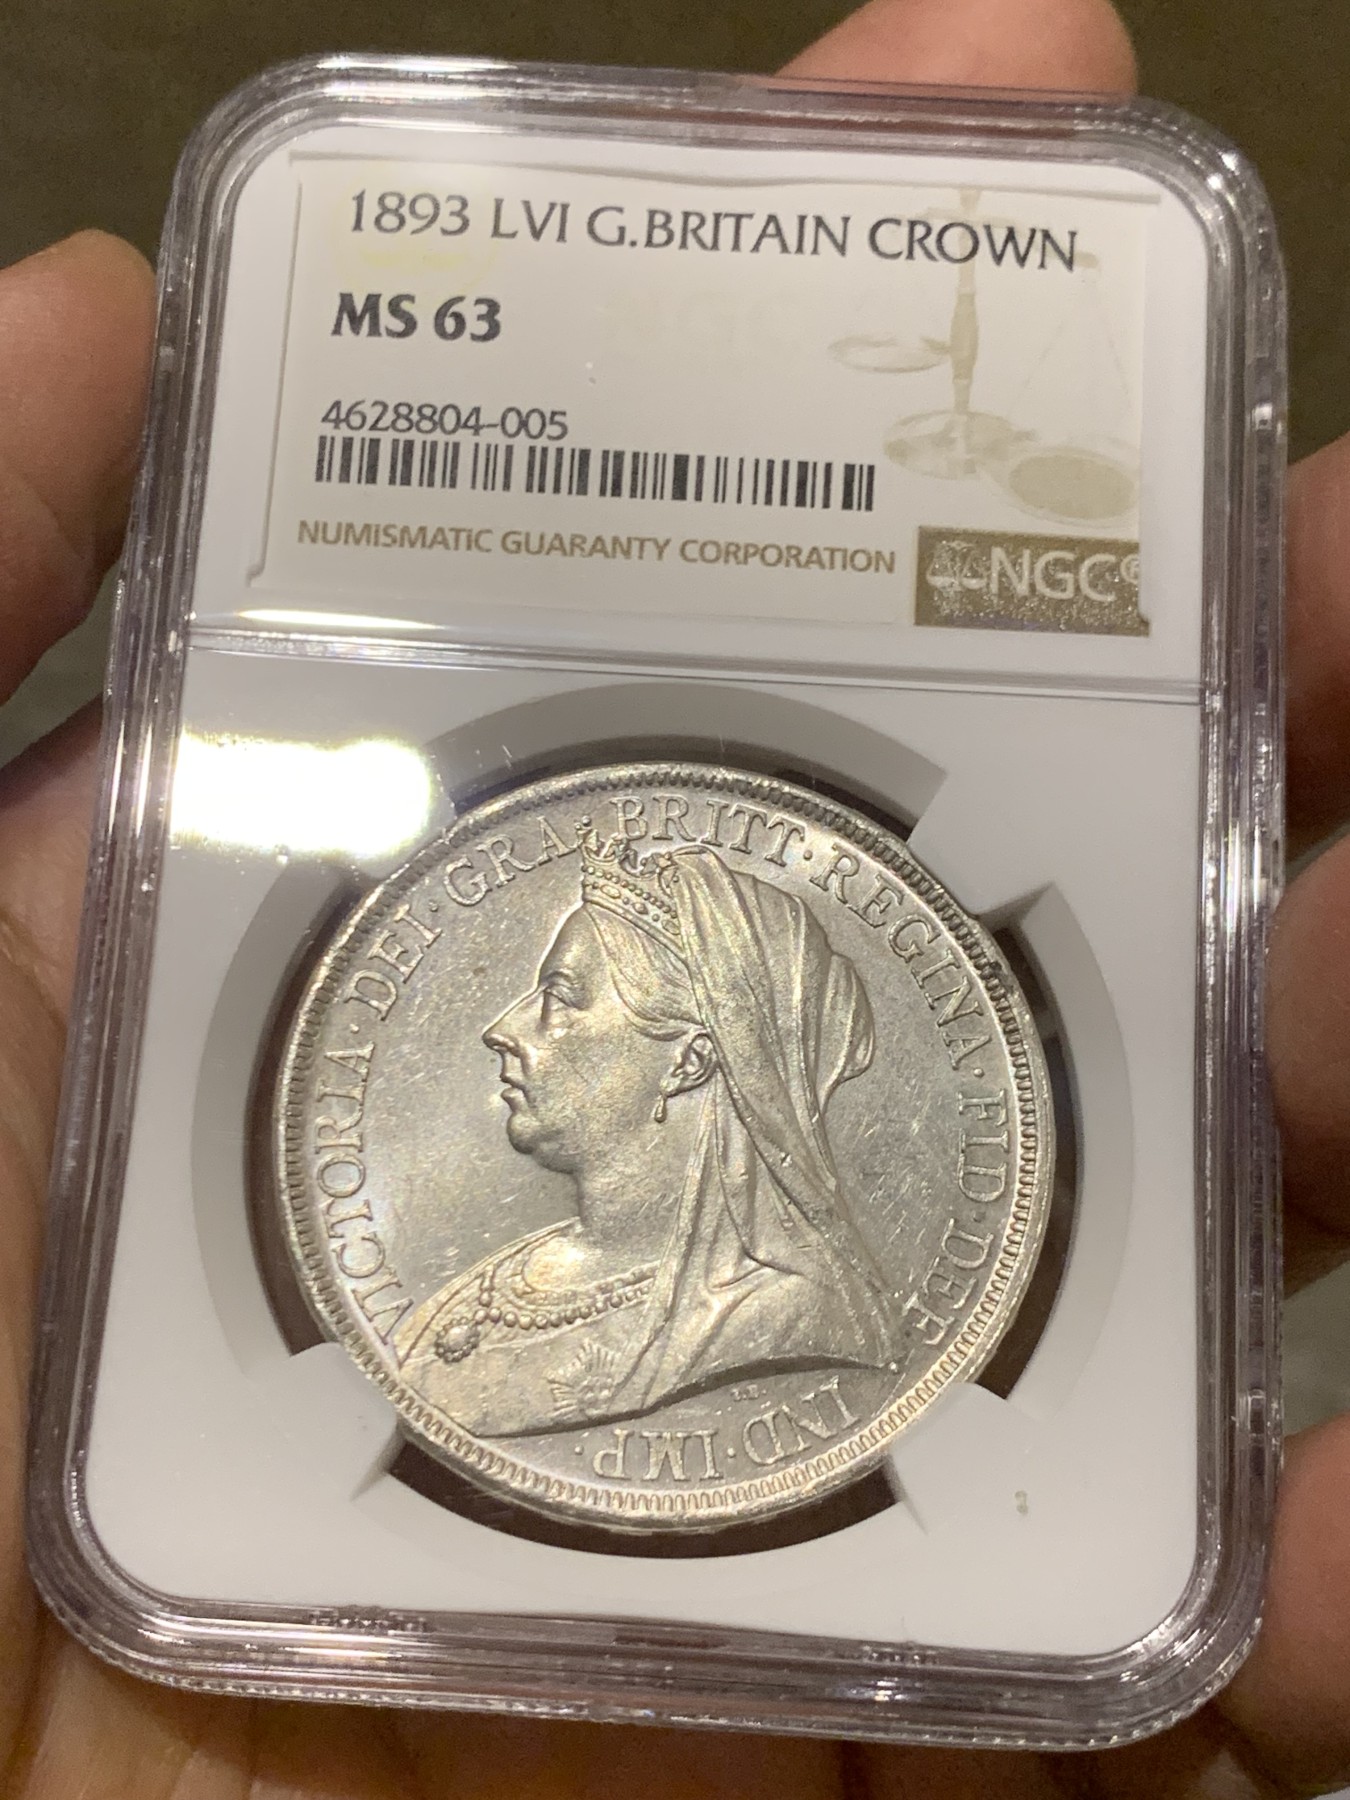 1893 LVI G.BRITAIN CROWN
MS 63
4628804-005
NUMISMATIC GUARANTY CORPORATION
NGC®
VICTORIA·DEI·GRA·BRITT·REGINA·FID·DEF·IND·IMP·
T.B.